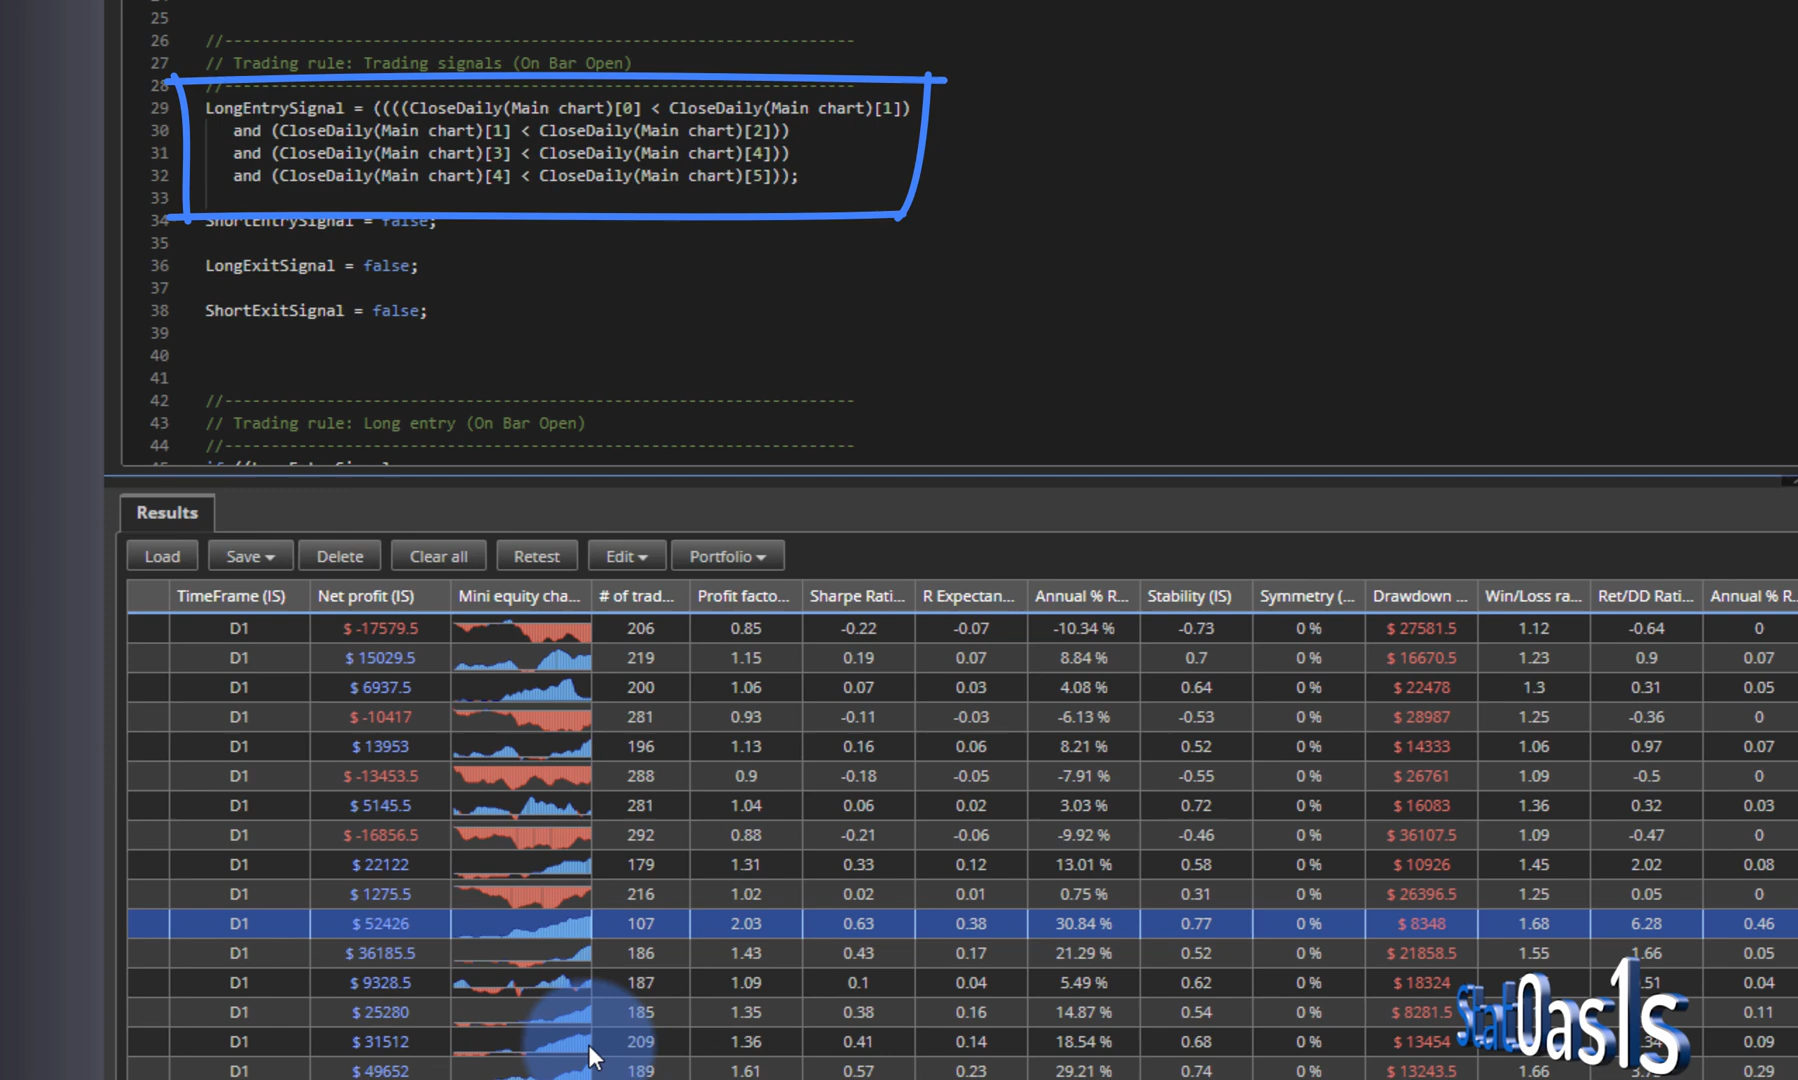 25
26 //--------------------------------------------------------------------
27 // Trading rule: Trading signals (On Bar Open)
28 //--------------------------------------------------------------------
29 LongEntrySignal = ((((CloseDaily(Main chart)[0] < CloseDaily(Main chart)[1])
30 and (CloseDaily(Main chart)[1] < CloseDaily(Main chart)[2]))
31 and (CloseDaily(Main chart)[3] < CloseDaily(Main chart)[4]))
32 and (CloseDaily(Main chart)[4] < CloseDaily(Main chart)[5]));
33
34 ShortEntrySignal = false;
35
36 LongExitSignal = false;
37
38 ShortExitSignal = false;
39
40
41
42 //--------------------------------------------------------------------
43 // Trading rule: Long entry (On Bar Open)
44 //--------------------------------------------------------------------
Results
Load Save Delete Clear all Retest Edit Portfolio
TimeFrame (IS) Net profit (IS) Mini equity cha... # of trad... Profit facto... Sharpe Rati... R Expectan... Annual % R... Stability (IS) Symmetry (... Drawdown ... Win/Loss ra... Ret/DD Rati... Annual % R
D1 $ -17579.5 206 0.85 -0.22 -0.07 -10.34 % -0.73 0 % $ 27581.5 1.12 -0.64 0
D1 $ 15029.5 219 1.15 0.19 0.07 8.84 % 0.7 0 % $ 16670.5 1.23 0.9 0.07
D1 $ 6937.5 200 1.06 0.07 0.03 4.08 % 0.64 0 % $ 22478 1.3 0.31 0.05
D1 $ -10417 281 0.93 -0.11 -0.03 -6.13 % -0.53 0 % $ 28987 1.25 -0.36 0
D1 $ 13953 196 1.13 0.16 0.06 8.21 % 0.52 0 % $ 14333 1.06 0.97 0.07
D1 $ -13453.5 288 0.9 -0.18 -0.05 -7.91 % -0.55 0 % $ 26761 1.09 -0.5 0
D1 $ 5145.5 281 1.04 0.06 0.02 3.03 % 0.72 0 % $ 16083 1.36 0.32 0.03
D1 $ -16856.5 292 0.88 -0.21 -0.06 -9.92 % -0.46 0 % $ 36107.5 1.09 -0.47 0
D1 $ 22122 179 1.31 0.33 0.12 13.01 % 0.58 0 % $ 10926 1.45 2.02 0.08
D1 $ 1275.5 216 1.02 0.02 0.01 0.75 % 0.31 0 % $ 26396.5 1.25 0.05 0
D1 $ 52426 107 2.03 0.63 0.38 30.84 % 0.77 0 % $ 8348 1.68 6.28 0.46
D1 $ 36185.5 186 1.43 0.43 0.17 21.29 % 0.52 0 % $ 21858.5 1.55 1.66 0.05
D1 $ 9328.5 187 1.09 0.1 0.04 5.49 % 0.62 0 % $ 18324 .51 0.04
D1 $ 25280 185 1.35 0.38 0.16 14.87 % 0.54 0 % $ 8281.5 0.11
D1 $ 31512 209 1.36 0.41 0.14 18.54 % 0.68 0 % $ 13454 0.09
D1 $ 49652 189 1.61 0.57 0.23 29.21 % 0.74 0 % $ 13243.5 1.66 0.29
StatOas1s